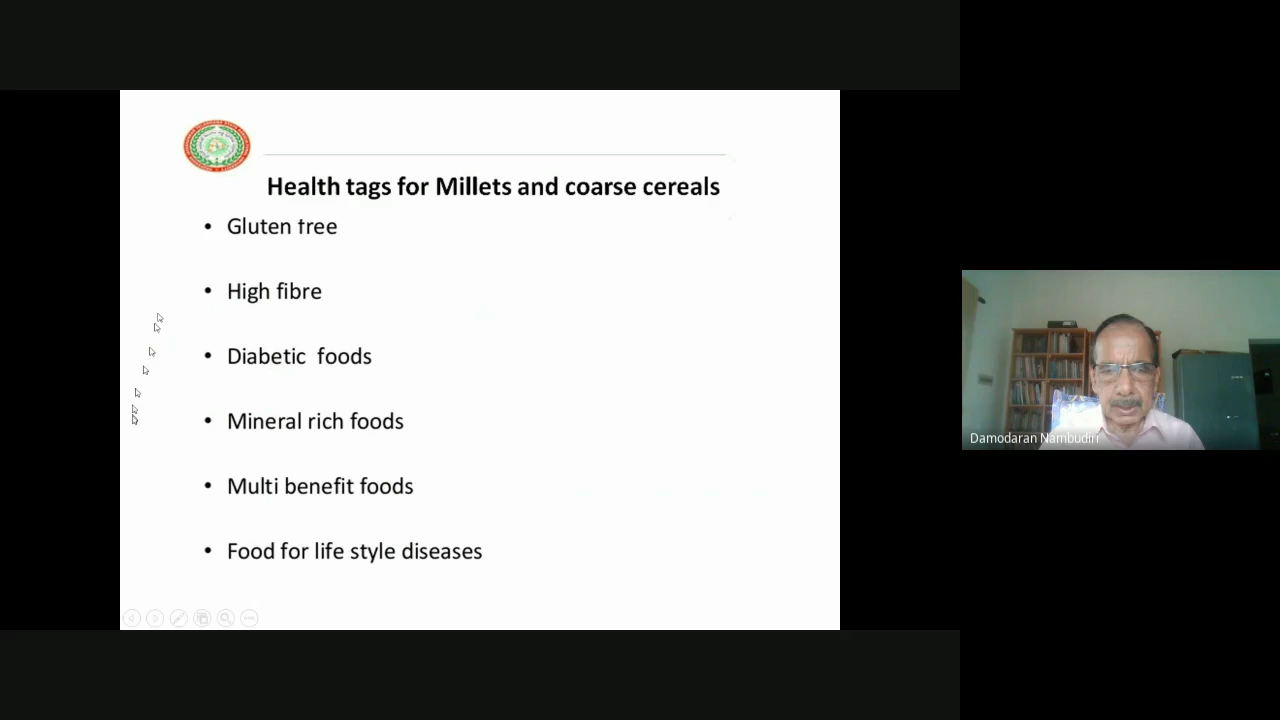 Health tags for Millets and coarse cereals
• Gluten free
• High fibre
• Diabetic foods
• Mineral rich foods
• Multi benefit foods
• Food for life style diseases
Damodaran Nambudiri